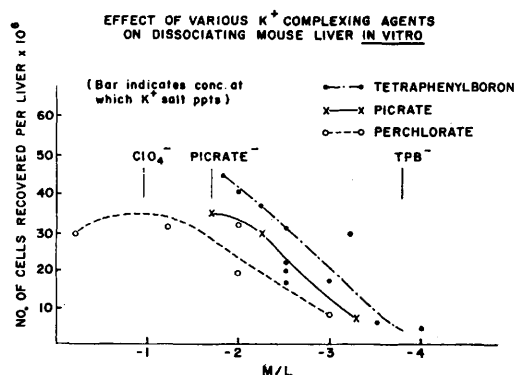 EFFECT OF VARIOUS K+ COMPLEXING AGENTS
ON DISSOCIATING MOUSE LIVER IN VITRO
(Bar indicates conc. at
which K+ salt ppts)
TETRAPHENYLBORON
PICRATE
PERCHLORATE
ClO4- PICRATE- TPB-
NO. OF CELLS RECOVERED PER LIVER x 10^6
60
50
40
30
20
10
-1 -2 -3 -4
M/L